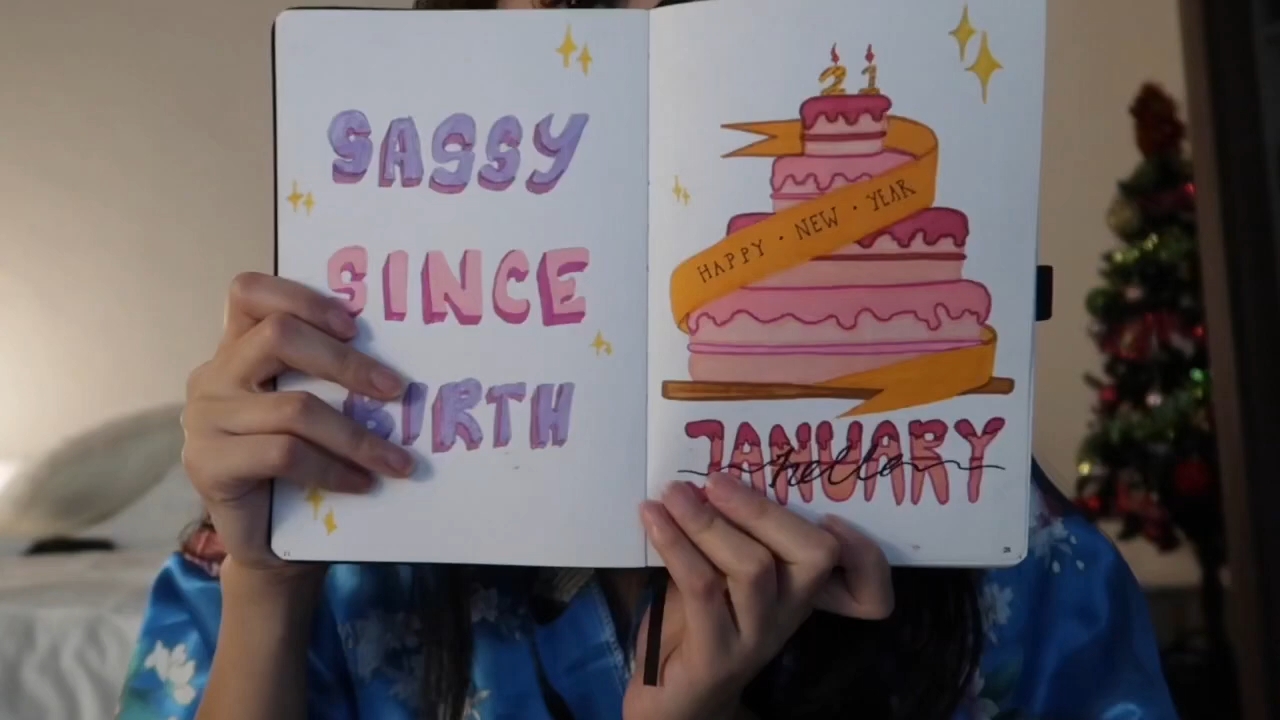 SASSY
SINCE
BIRTH
21
HAPPY · NEW · YEAR
JANUARY
hello